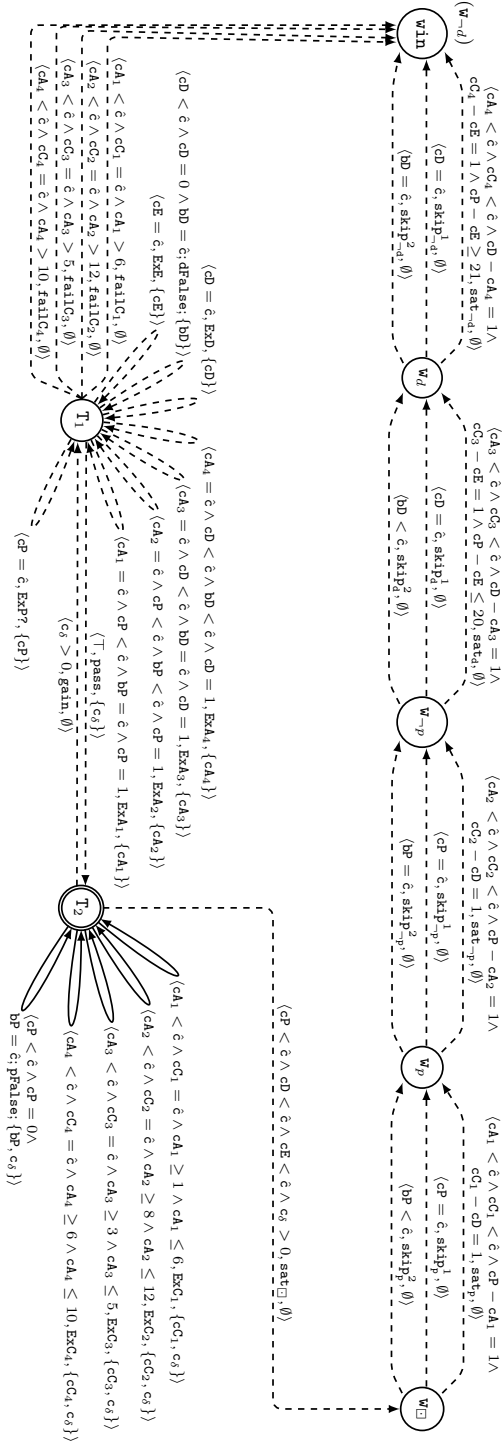 (w¬d)
win
⟨cA4 < ĉ ∧ cC4 < ĉ ∧ cD − cA4 = 1∧
cC4 − cE = 1 ∧ cP − cE ≥ 21, sat¬d, ∅⟩
⟨cD = ĉ, skip¹¬d, ∅⟩
⟨bD = ĉ, skip²¬d, ∅⟩
wd
⟨cA3 < ĉ ∧ cC3 < ĉ ∧ cD − cA3 = 1∧
cC3 − cE = 1 ∧ cP − cE ≤ 20, satd, ∅⟩
⟨cD = ĉ, skip¹d, ∅⟩
⟨bD < ĉ, skip²d, ∅⟩
w¬p
⟨cA2 < ĉ ∧ cC2 < ĉ ∧ cP − cA2 = 1∧
cC2 − cD = 1, sat¬p, ∅⟩
⟨cP = ĉ, skip¹¬p, ∅⟩
⟨bP = ĉ, skip²¬p, ∅⟩
wp
⟨cA1 < ĉ ∧ cC1 < ĉ ∧ cP − cA1 = 1∧
cC1 − cD = 1, satp, ∅⟩
⟨cP = ĉ, skip¹p, ∅⟩
⟨bP < ĉ, skip²p, ∅⟩
w⊡
⟨cP < ĉ ∧ cD < ĉ ∧ cE < ĉ ∧ cδ > 0, sat⊡, ∅⟩
⟨cD = ĉ, ExD, {cD}⟩
⟨cD < ĉ ∧ cD = 0 ∧ bD = ĉ; dFalse; {bD}⟩
⟨cE = ĉ, ExE, {cE}⟩
⟨cA1 < ĉ ∧ cC1 = ĉ ∧ cA1 > 6, failC1, ∅⟩
⟨cA2 < ĉ ∧ cC2 = ĉ ∧ cA2 > 12, failC2, ∅⟩
⟨cA3 < ĉ ∧ cC3 = ĉ ∧ cA3 > 5, failC3, ∅⟩
⟨cA4 < ĉ ∧ cC4 = ĉ ∧ cA4 > 10, failC4, ∅⟩
T1
⟨cA4 = ĉ ∧ cD < ĉ ∧ bD < ĉ ∧ cD = 1, ExA4, {cA4}⟩
⟨cA3 = ĉ ∧ cD < ĉ ∧ bD = ĉ ∧ cD = 1, ExA3, {cA3}⟩
⟨cA2 = ĉ ∧ cP < ĉ ∧ bP < ĉ ∧ cP = 1, ExA2, {cA2}⟩
⟨cA1 = ĉ ∧ cP < ĉ ∧ bP = ĉ ∧ cP = 1, ExA1, {cA1}⟩
⟨⊤, pass, {cδ}⟩
⟨cδ > 0, gain, ∅⟩
⟨cP = ĉ, ExP?, {cP}⟩
T2
⟨cA1 < ĉ ∧ cC1 = ĉ ∧ cA1 ≥ 1 ∧ cA1 ≤ 6, ExC1, {cC1, cδ}⟩
⟨cA2 < ĉ ∧ cC2 = ĉ ∧ cA2 ≥ 8 ∧ cA2 ≤ 12, ExC2, {cC2, cδ}⟩
⟨cA3 < ĉ ∧ cC3 = ĉ ∧ cA3 ≥ 3 ∧ cA3 ≤ 5, ExC3, {cC3, cδ}⟩
⟨cA4 < ĉ ∧ cC4 = ĉ ∧ cA4 ≥ 6 ∧ cA4 ≤ 10, ExC4, {cC4, cδ}⟩
⟨cP < ĉ ∧ cP = 0∧
bP = ĉ; pFalse; {bP, cδ}⟩